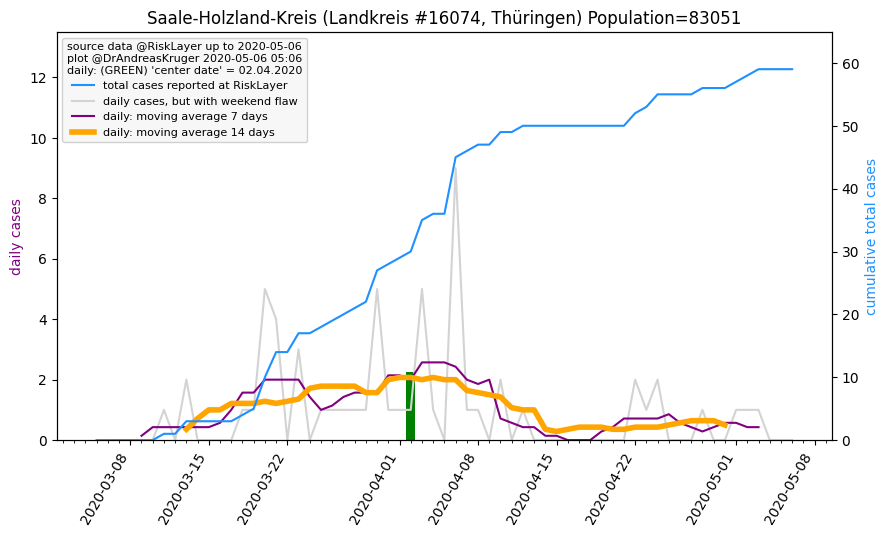 Saale-Holzland-Kreis (Landkreis #16074, Thüringen) Population=83051
source data @RiskLayer up to 2020-05-06
plot @DrAndreasKruger 2020-05-06 05:06
daily: (GREEN) 'center date' = 02.04.2020
total cases reported at RiskLayer
daily cases, but with weekend flaw
daily: moving average 7 days
daily: moving average 14 days
daily cases
12
10
8
6
4
2
0
60
50
40
30
20
10
0
cumulative total cases
2020-03-08
2020-03-15
2020-03-22
2020-04-01
2020-04-08
2020-04-15
2020-04-22
2020-05-01
2020-05-08